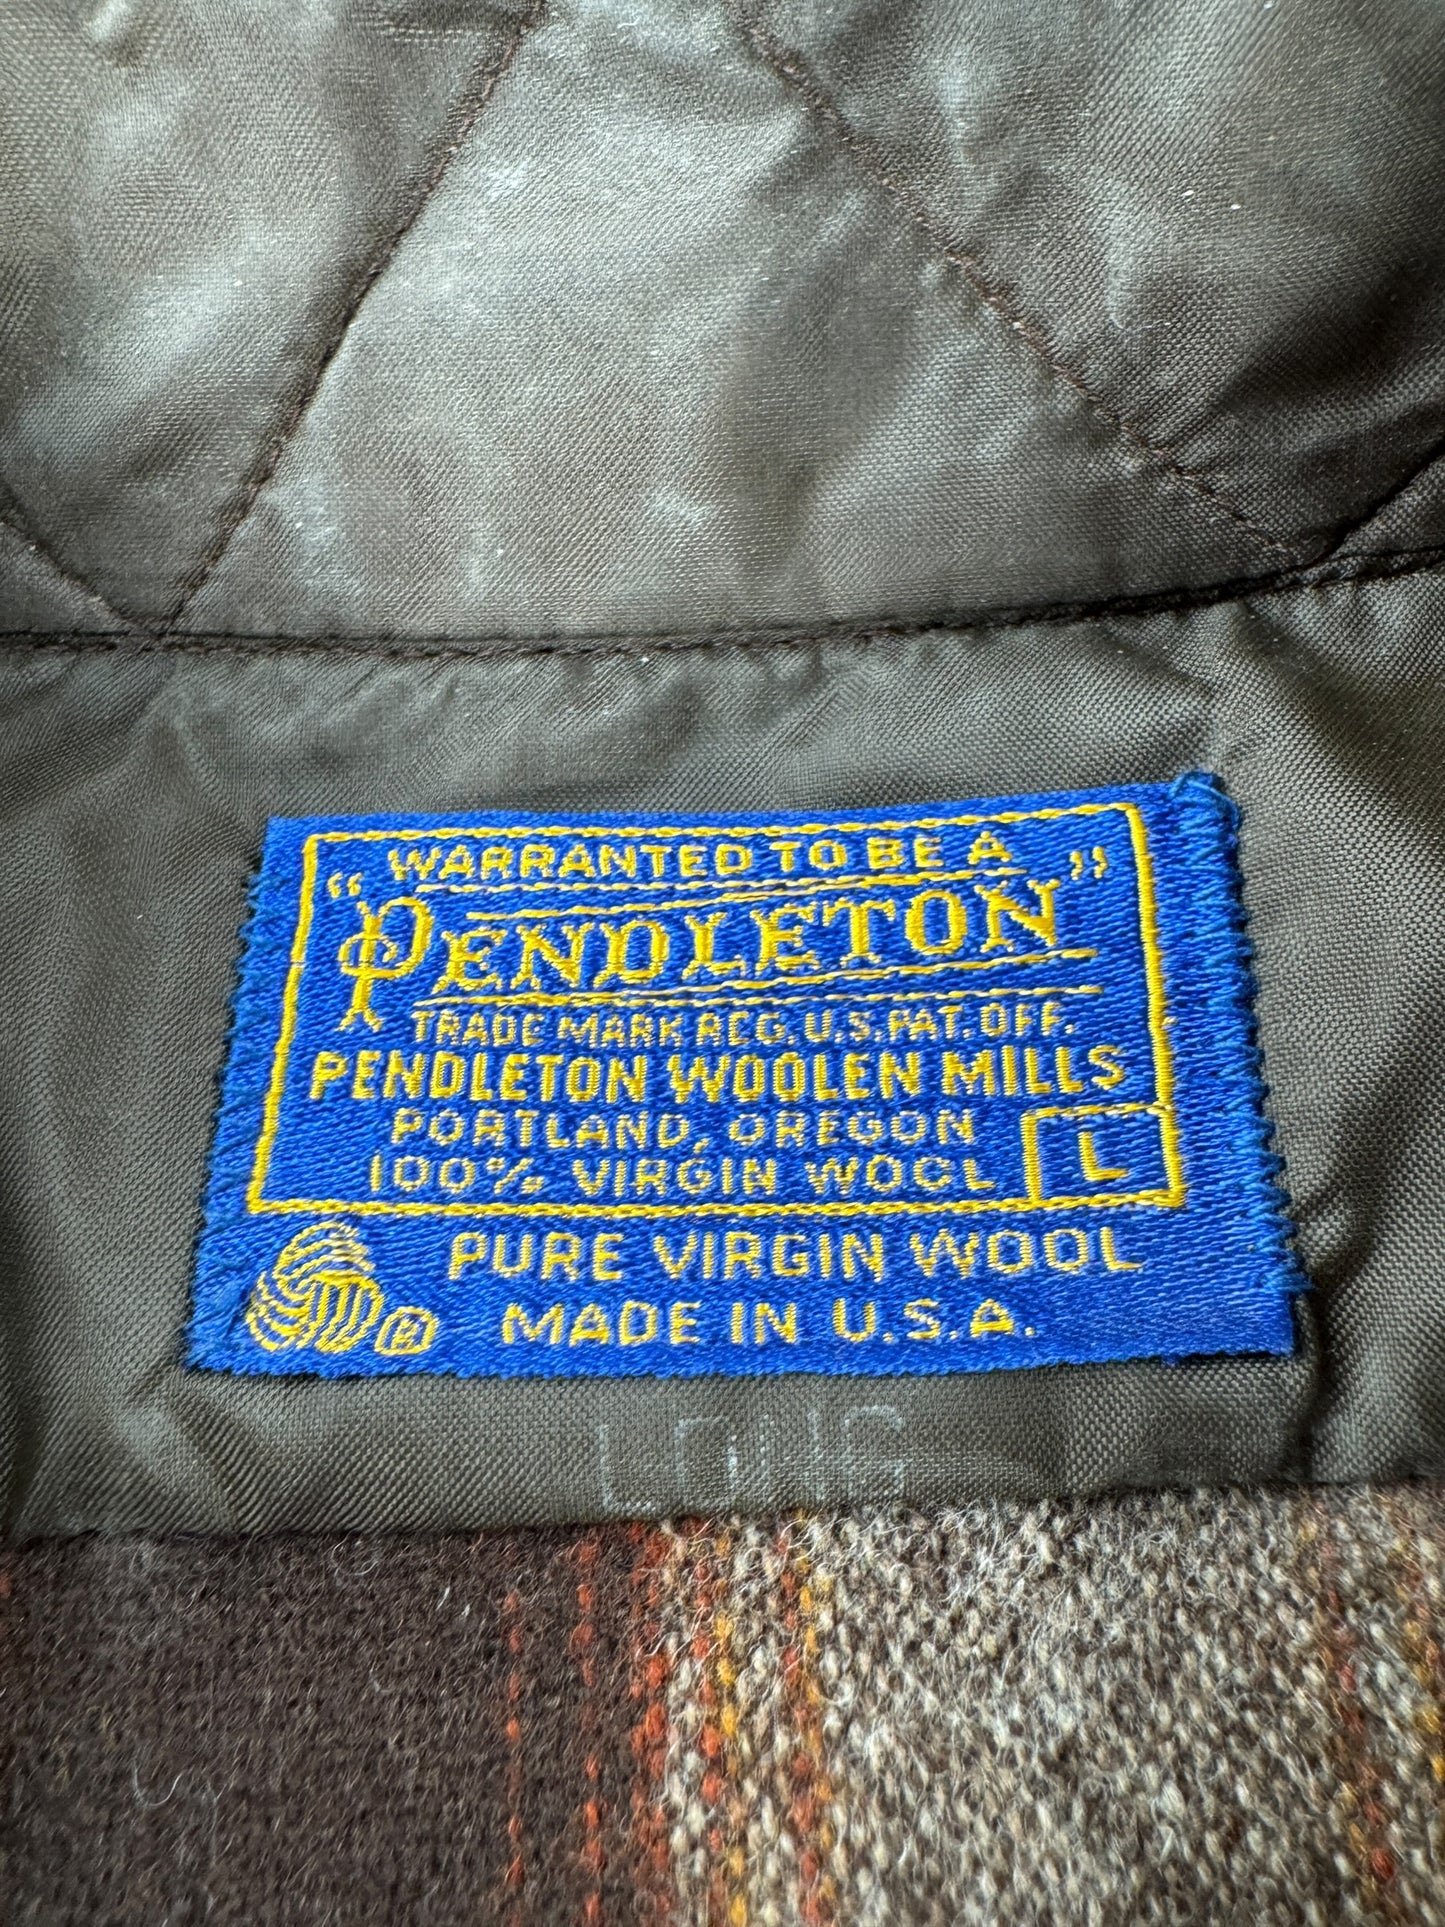 WARRANTED TO BE A
"PENDLETON"
TRADE MARK REG. U.S. PAT. OFF.
PENDLETON WOOLEN MILLS
PORTLAND, OREGON
100% VIRGIN WOOL L
PURE VIRGIN WOOL
® MADE IN U.S.A.
LONG